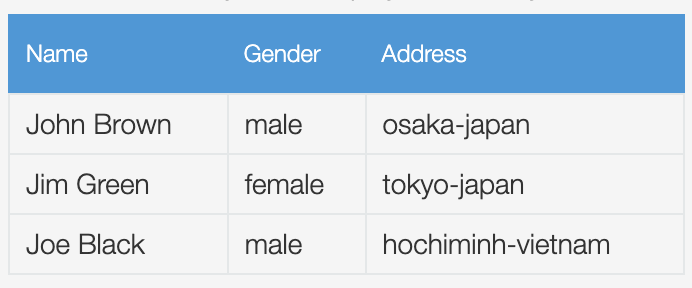 Name Gender Address
John Brown male osaka-japan
Jim Green female tokyo-japan
Joe Black male hochiminh-vietnam